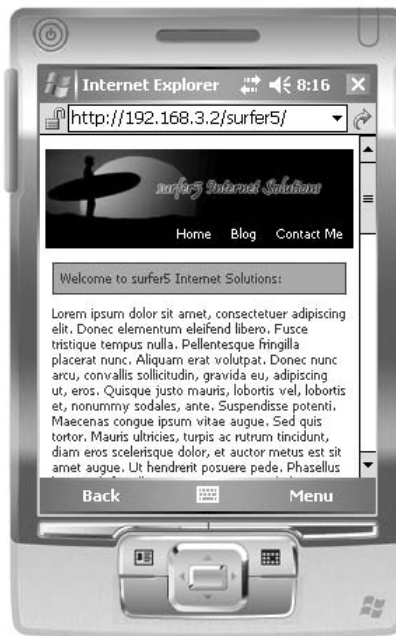 Internet Explorer 8:16
http://192.168.3.2/surfer5/
surfer5 Internet Solutions
Home Blog Contact Me
Welcome to surfer5 Internet Solutions:
Lorem ipsum dolor sit amet, consectetuer adipiscing
elit. Donec elementum eleifend libero. Fusce
tristique tempus nulla. Pellentesque fringilla
placerat nunc. Aliquam erat volutpat. Donec nunc
arcu, convallis sollicitudin, gravida eu, adipiscing
ut, eros. Quisque justo mauris, lobortis vel, lobortis
et, nonummy sodales, ante. Suspendisse potenti.
Maecenas congue ipsum vitae augue. Sed quis
tortor. Mauris ultricies, turpis ac rutrum tincidunt,
diam eros scelerisque dolor, et auctor metus est sit
amet augue. Ut hendrerit posuere pede. Phasellus
Back Menu